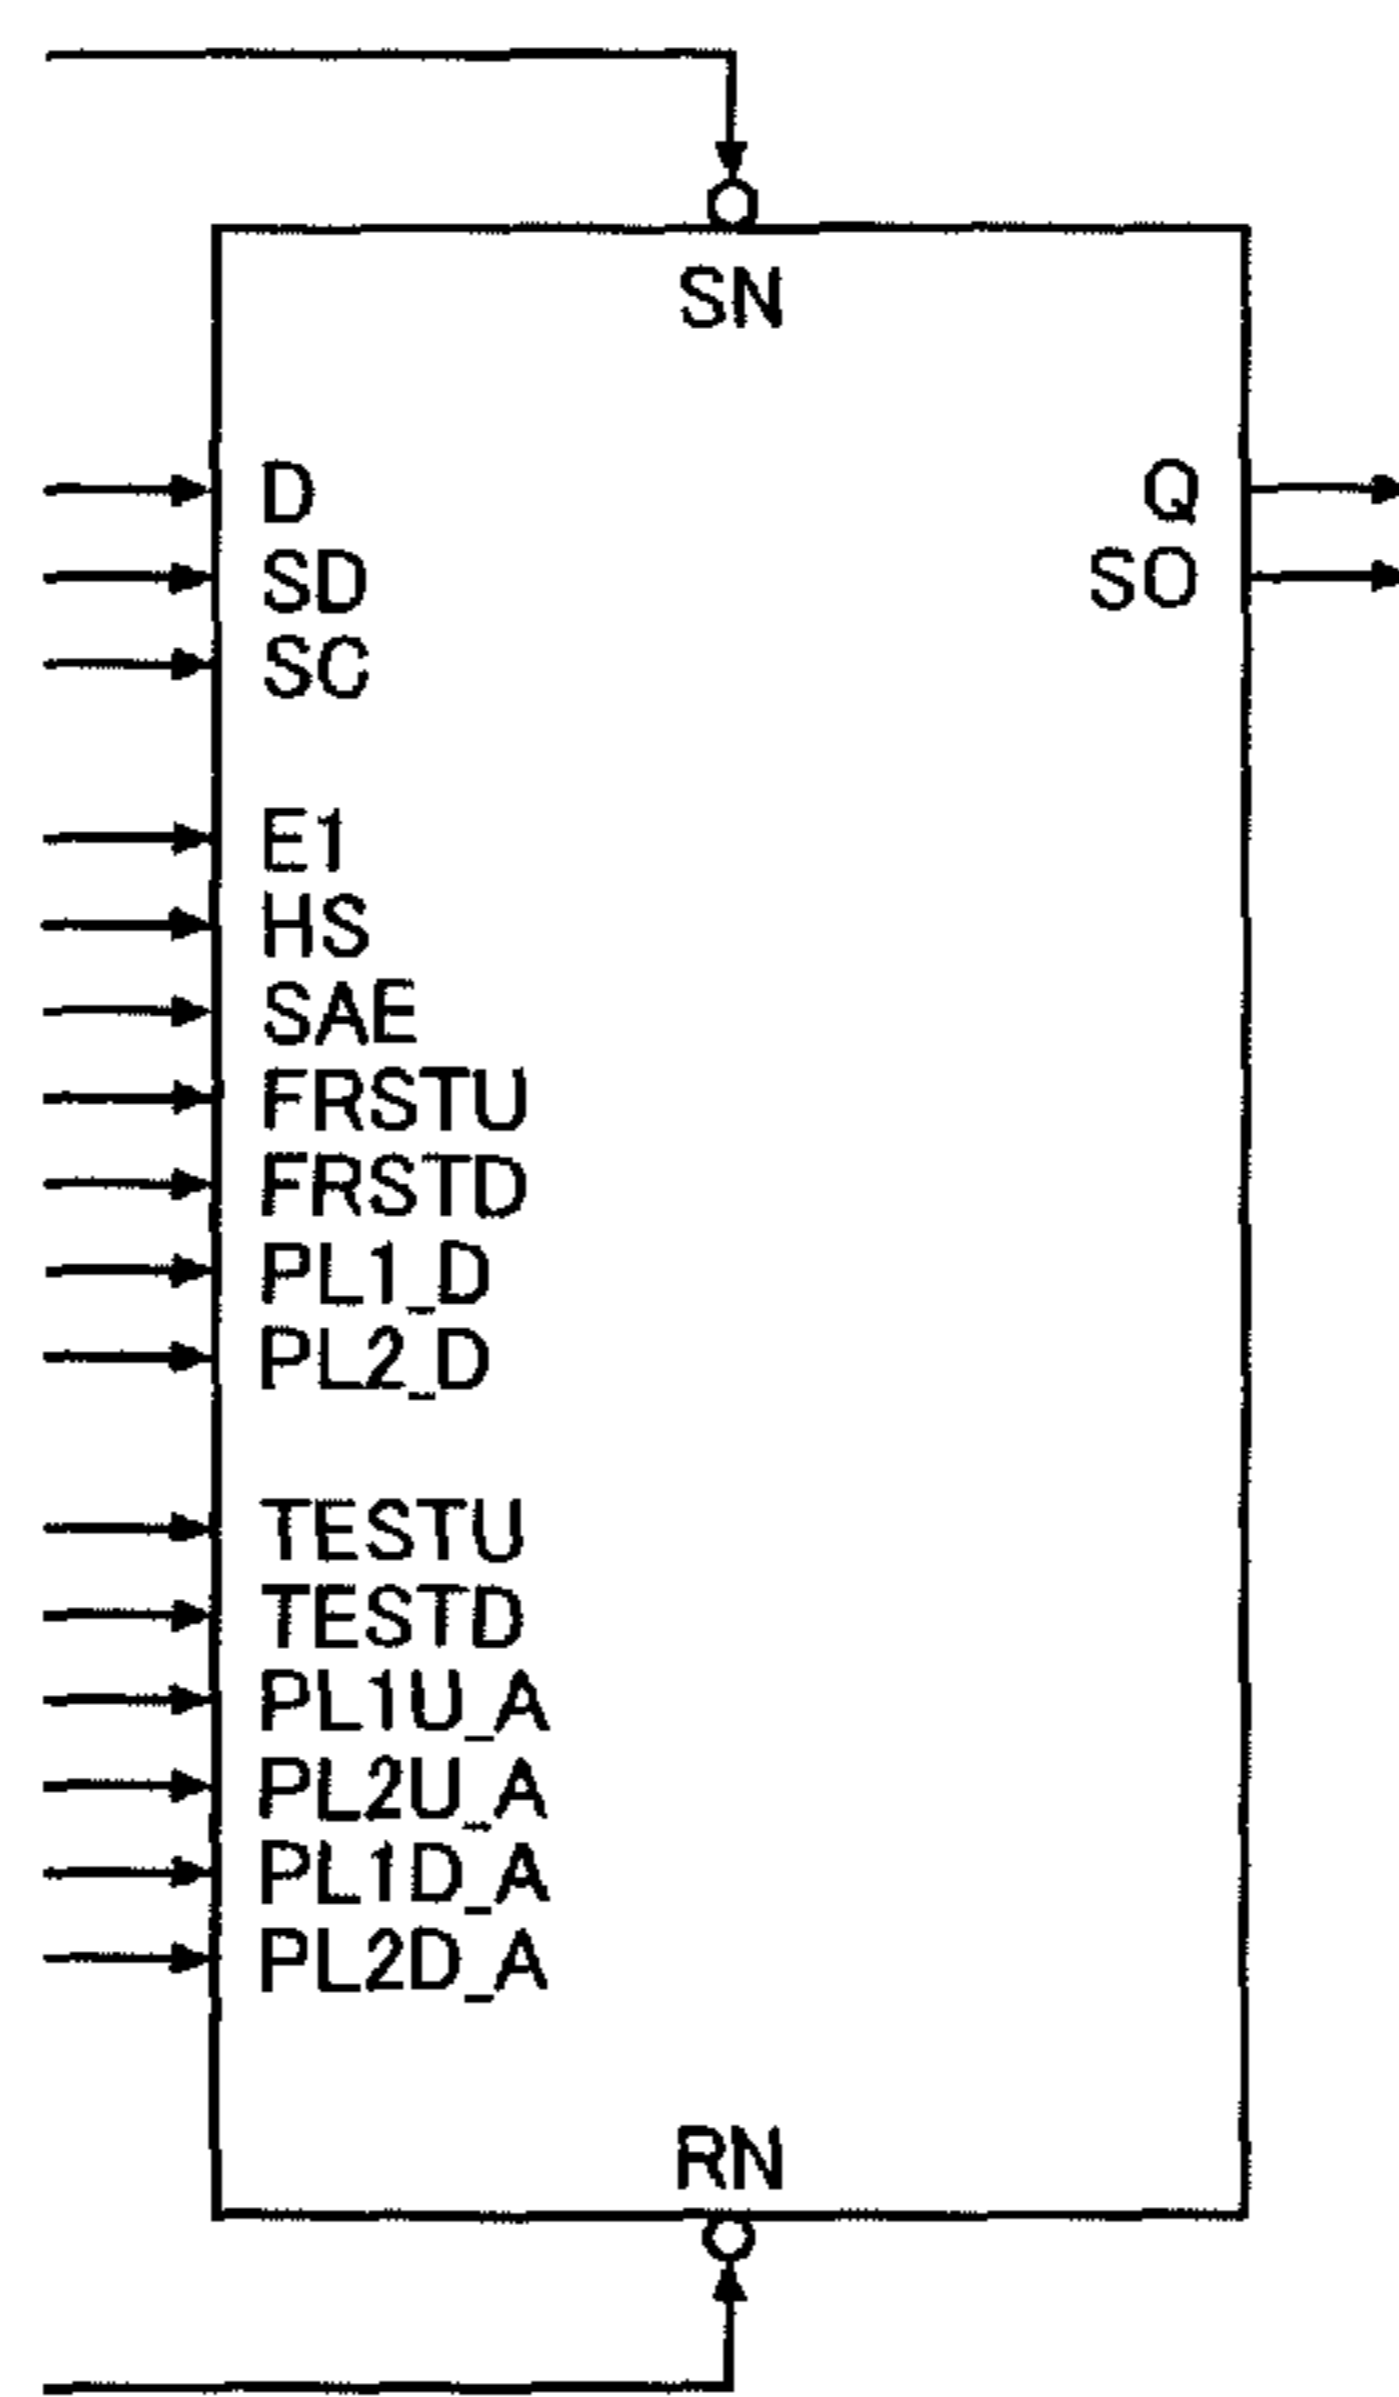 SN
D
Q
SD
SO
SC
E1
HS
SAE
FRSTU
FRSTD
PL1_D
PL2_D
TESTU
TESTD
PL1U_A
PL2U_A
PL1D_A
PL2D_A
RN